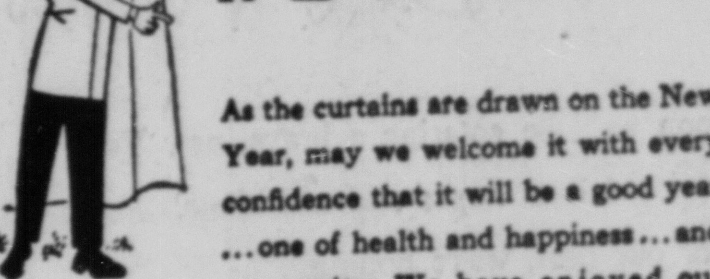 As the curtains are drawn on the New
Year, may we welcome it with every
confidence that it will be a good yea
...one of health and happiness...and